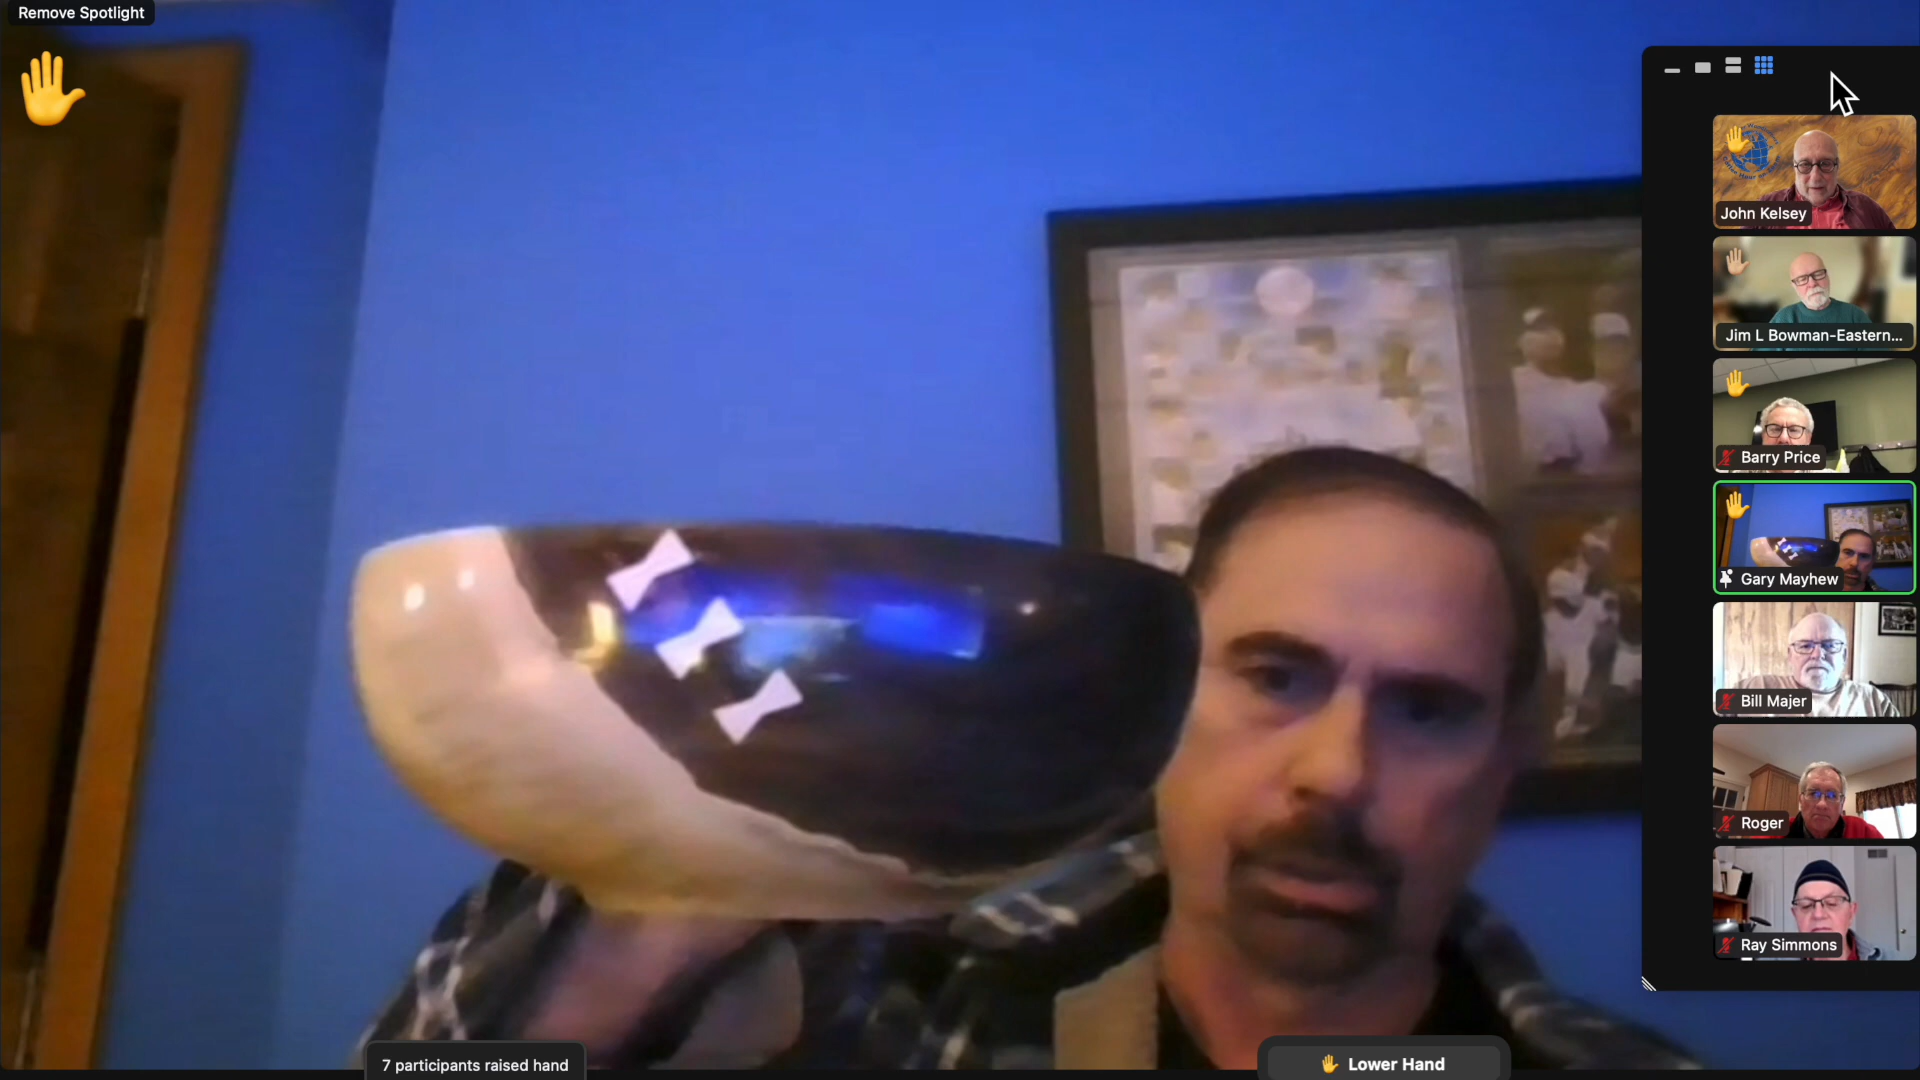 Remove Spotlight
John Kelsey
Jim L Bowman-Eastern...
Barry Price
Gary Mayhew
Bill Majer
Roger
Ray Simmons
7 participants raised hand
Lower Hand